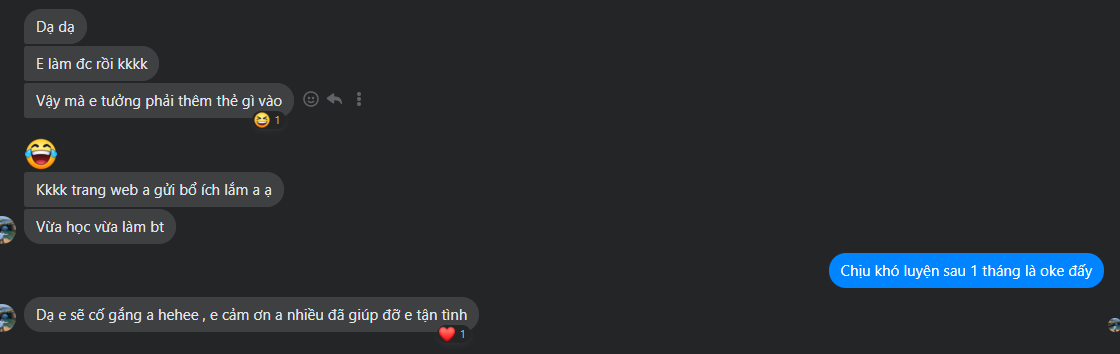 Dạ dạ
E làm đc rồi kkkk
Vậy mà e tưởng phải thêm thẻ gì vào
1
Kkkk trang web a gửi bổ ích lắm a ạ
Vừa học vừa làm bt
Chịu khó luyện sau 1 tháng là oke đấy
Dạ e sẽ cố gắng a hehee , e cảm ơn a nhiều đã giúp đỡ e tận tình
1